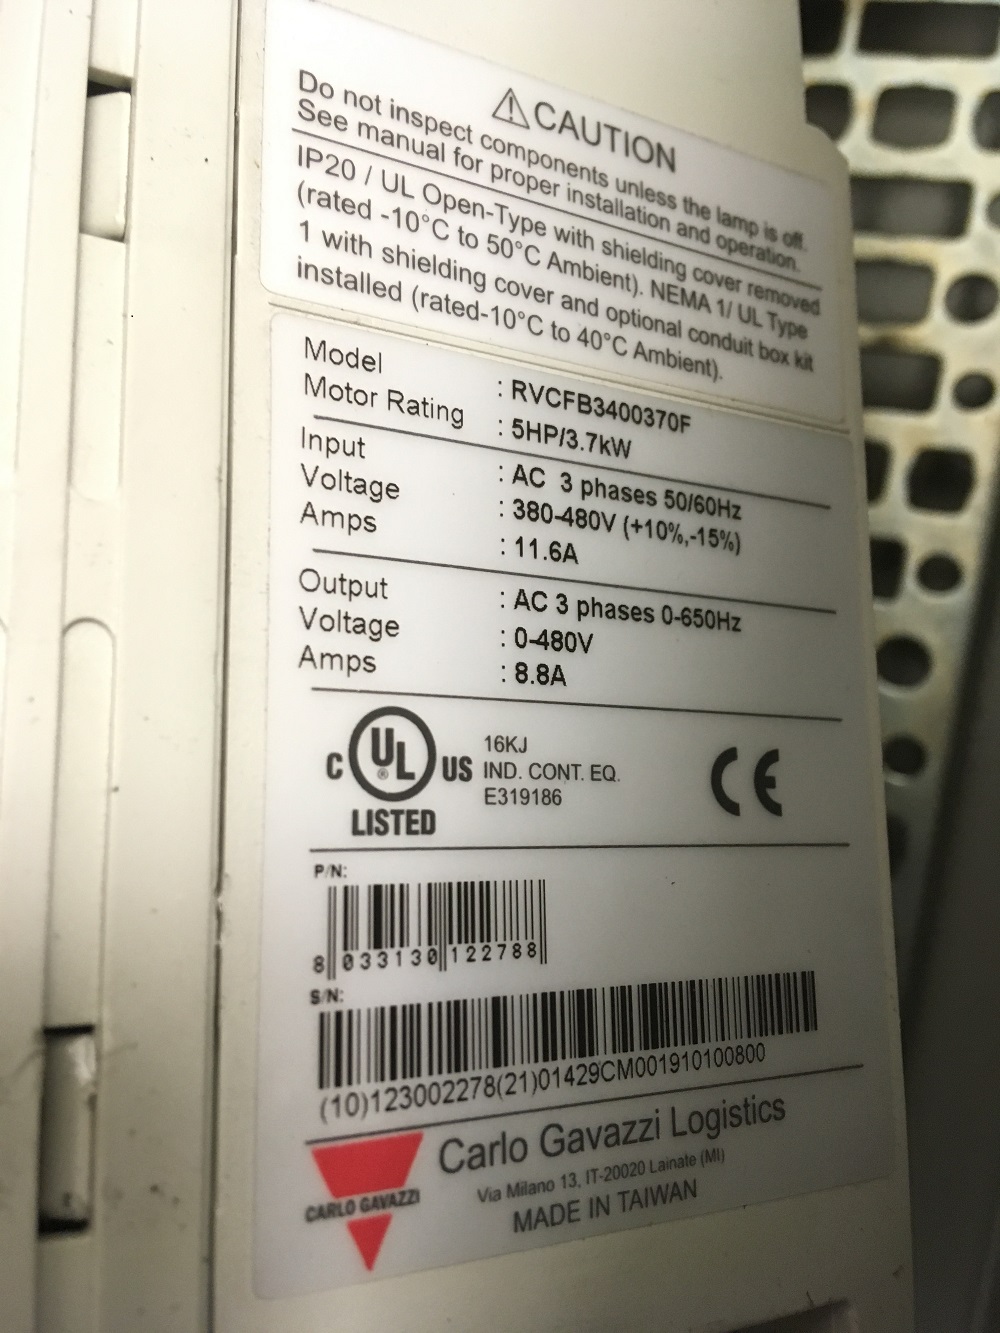 ⚠CAUTION
Do not inspect components unless the lamp is off.
See manual for proper installation and operation.
IP20 / UL Open-Type with shielding cover removed
(rated -10°C to 50°C Ambient). NEMA 1/ UL Type
1 with shielding cover and optional conduit box kit
installed (rated-10°C to 40°C Ambient).
Model : RVCFB3400370F
Motor Rating : 5HP/3.7kW
Input : AC 3 phases 50/60Hz
Voltage : 380-480V (+10%,-15%)
Amps : 11.6A
Output : AC 3 phases 0-650Hz
Voltage : 0-480V
Amps : 8.8A
C UL ® US
LISTED
16KJ
IND. CONT. EQ.
E319186
CE
P/N:
8 033130 122788
S/N:
(10)123002278(21)01429CM001910100800
CARLO GAVAZZI
Carlo Gavazzi Logistics
Via Milano 13, IT-20020 Lainate (MI)
MADE IN TAIWAN